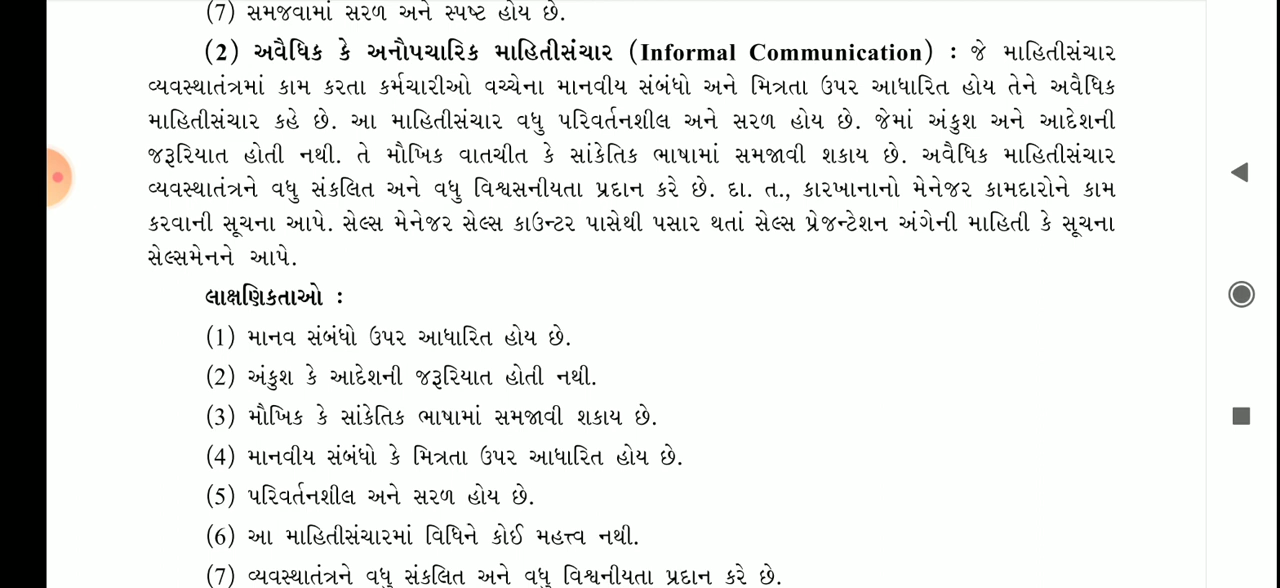 (7) સમજવામાં સરળ અને સ્પષ્ટ હોય છે.
(2) અવૈધિક કે અનૌપચારિક માહિતીસંચાર (Informal Communication) : જે માહિતીસંચાર
વ્યવસ્થાતંત્રમાં કામ કરતા કર્મચારીઓ વચ્ચેના માનવીય સંબંધો અને મિત્રતા ઉપર આધારિત હોય તેને અવૈધિક
માહિતીસંચાર કહે છે. આ માહિતીસંચાર વધુ પરિવર્તનશીલ અને સરળ હોય છે. જેમાં અંકુશ અને આદેશની
જરૂરિયાત હોતી નથી. તે મૌખિક વાતચીત કે સાંકેતિક ભાષામાં સમજાવી શકાય છે. અવૈધિક માહિતીસંચાર
વ્યવસ્થાતંત્રને વધુ સંકલિત અને વધુ વિશ્વસનીયતા પ્રદાન કરે છે. દા. ત., કારખાનાનો મેનેજર કામદારોને કામ
કરવાની સૂચના આપે. સેલ્સ મેનેજર સેલ્સ કાઉન્ટર પાસેથી પસાર થતાં સેલ્સ પ્રેજન્ટેશન અંગેની માહિતી કે સૂચના
સેલ્સમેનને આપે.
લાક્ષણિકતાઓ :
(1) માનવ સંબંધો ઉપર આધારિત હોય છે.
(2) અંકુશ કે આદેશની જરૂરિયાત હોતી નથી.
(3) મૌખિક કે સાંકેતિક ભાષામાં સમજાવી શકાય છે.
(4) માનવીય સંબંધો કે મિત્રતા ઉપર આધારિત હોય છે.
(5) પરિવર્તનશીલ અને સરળ હોય છે.
(6) આ માહિતીસંચારમાં વિધિને કોઈ મહત્ત્વ નથી.
(7) વ્યવસ્થાતંત્રને વધુ સંકલિત અને વધુ વિશ્વનીયતા પ્રદાન કરે છે.